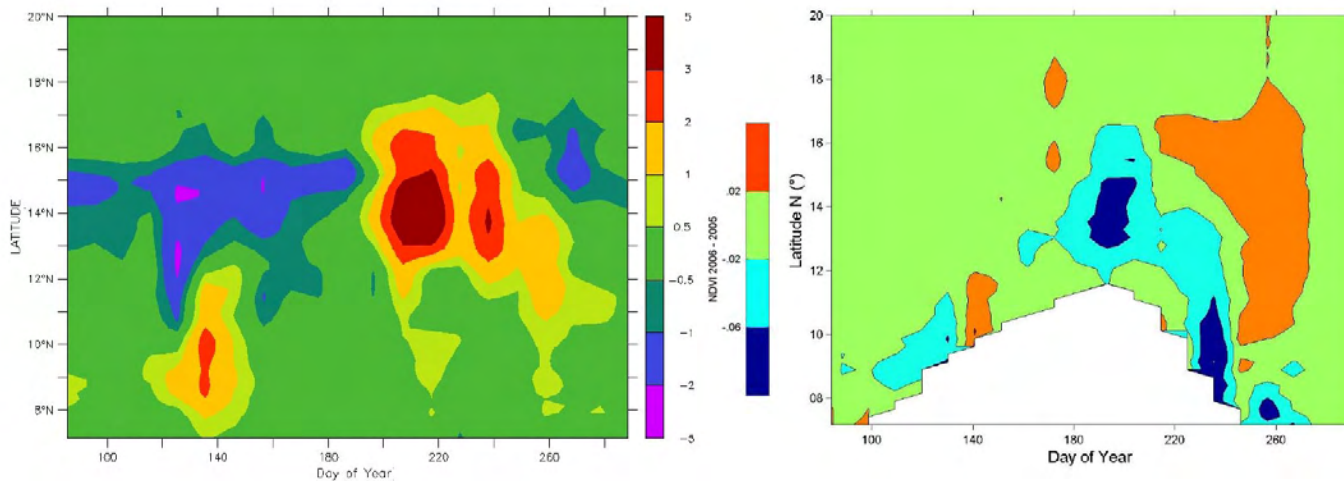 20°N
18°N
16°N
14°N
12°N
10°N
8°N
LATITUDE
100 140 180 220 260
Day of Year
5
3
2
1
0.5
-0.5
-1
-2
-5
NDVI 2006 - 2005
.02
-.02
-.06
20
18
16
14
12
10
08
Latitude N (°)
100 140 180 220 260
Day of Year